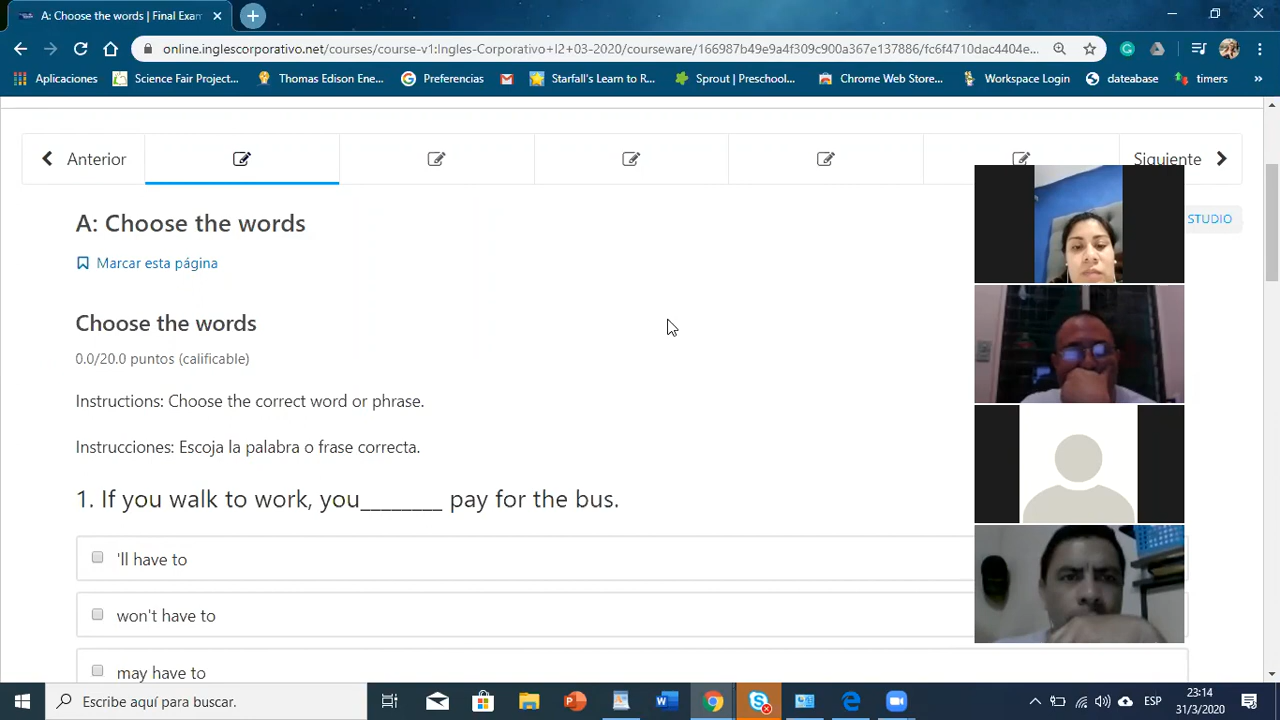 A: Choose the words | Final Exam
online.inglescorporativo.net/courses/course-v1:Ingles-Corporativo+I2+03-2020/courseware/166987b49e9a4f309c900a367e137886/fc6f4710dac4404e...
Aplicaciones Science Fair Project... Thomas Edison Ene... Preferencias Starfall's Learn to R... Sprout | Preschool... Chrome Web Store... Workspace Login dateabase timers »
Anterior Siguiente
A: Choose the words
STUDIO
Marcar esta página
Choose the words
0.0/20.0 puntos (calificable)
Instructions: Choose the correct word or phrase.
Instrucciones: Escoja la palabra o frase correcta.
1. If you walk to work, you________ pay for the bus.
'll have to
won't have to
may have to
Escribe aquí para buscar.
ESP
23:14
31/3/2020